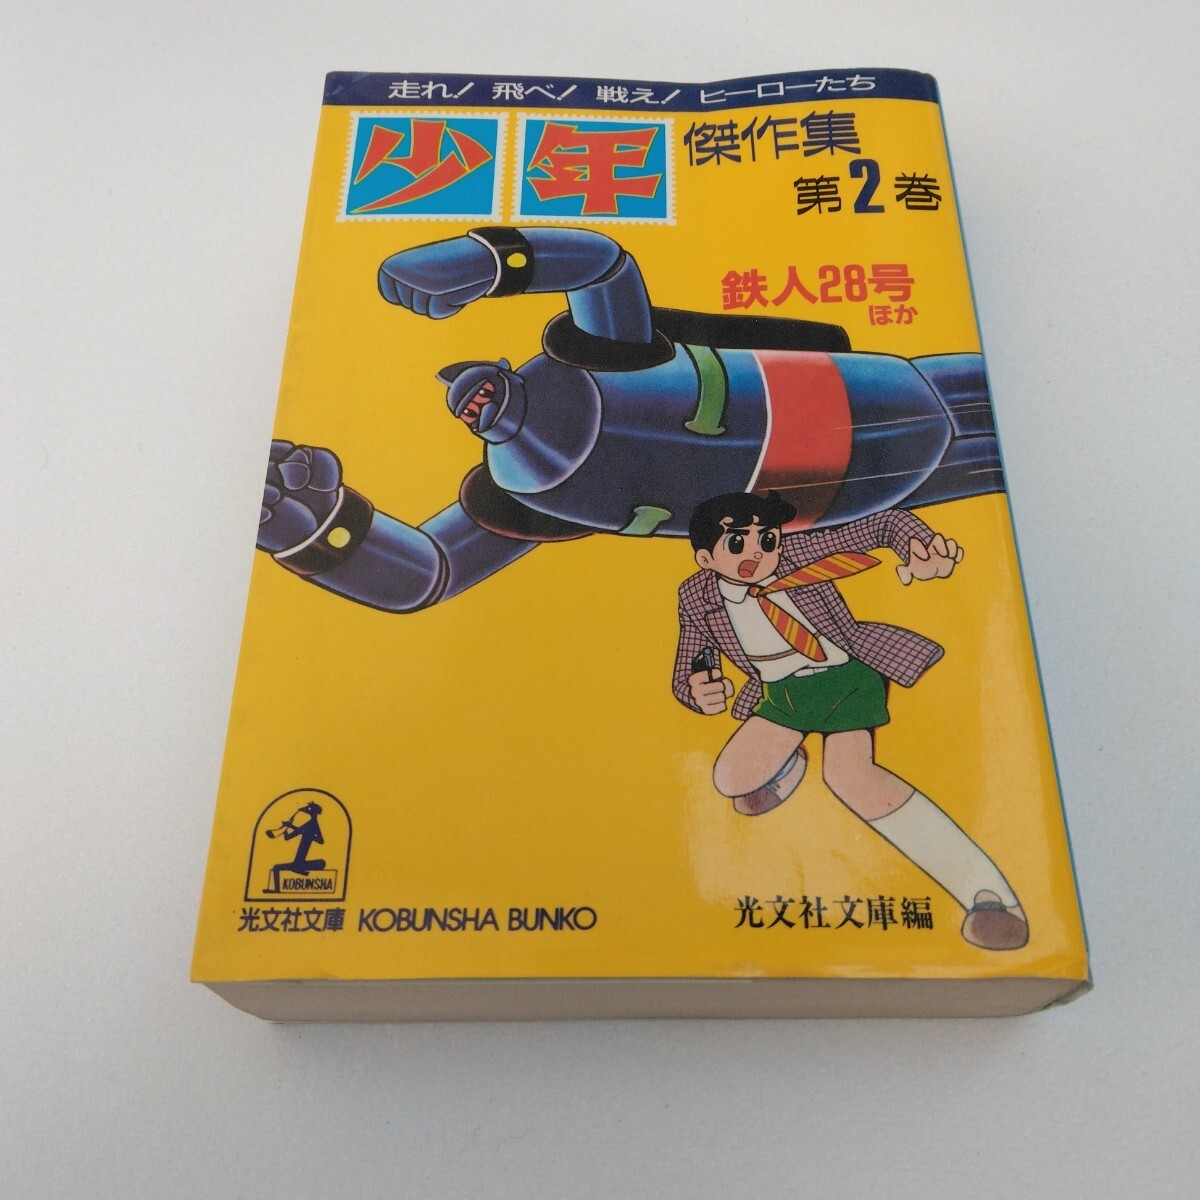 走れ! 飛べ! 戦え! ヒーローたち
少年 傑作集
第2巻
鉄人28号
ほか
KOBUNSHA
光文社文庫 KOBUNSHA BUNKO
光文社文庫編